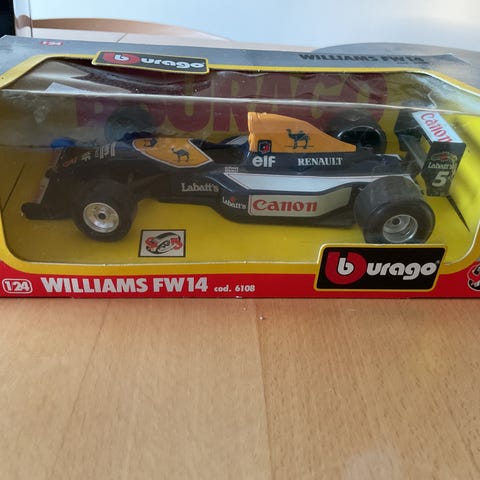 1:24
burago
WILLIAMS FW14
BURAGO
elf
RENAULT
Labatt's
Labatt's
Canon
Canon
Labatt's
5
burago
1:24
WILLIAMS FW14 cod. 6108